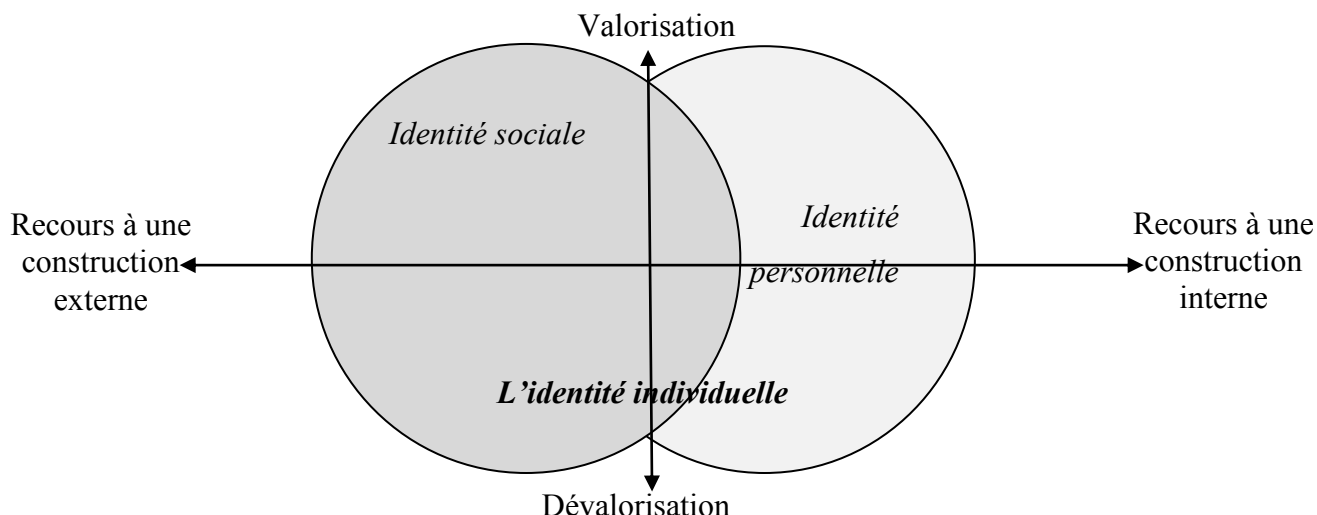 Valorisation
Identité sociale
Identité
personnelle
Recours à une
construction
externe
Recours à une
construction
interne
L’identité individuelle
Dévalorisation